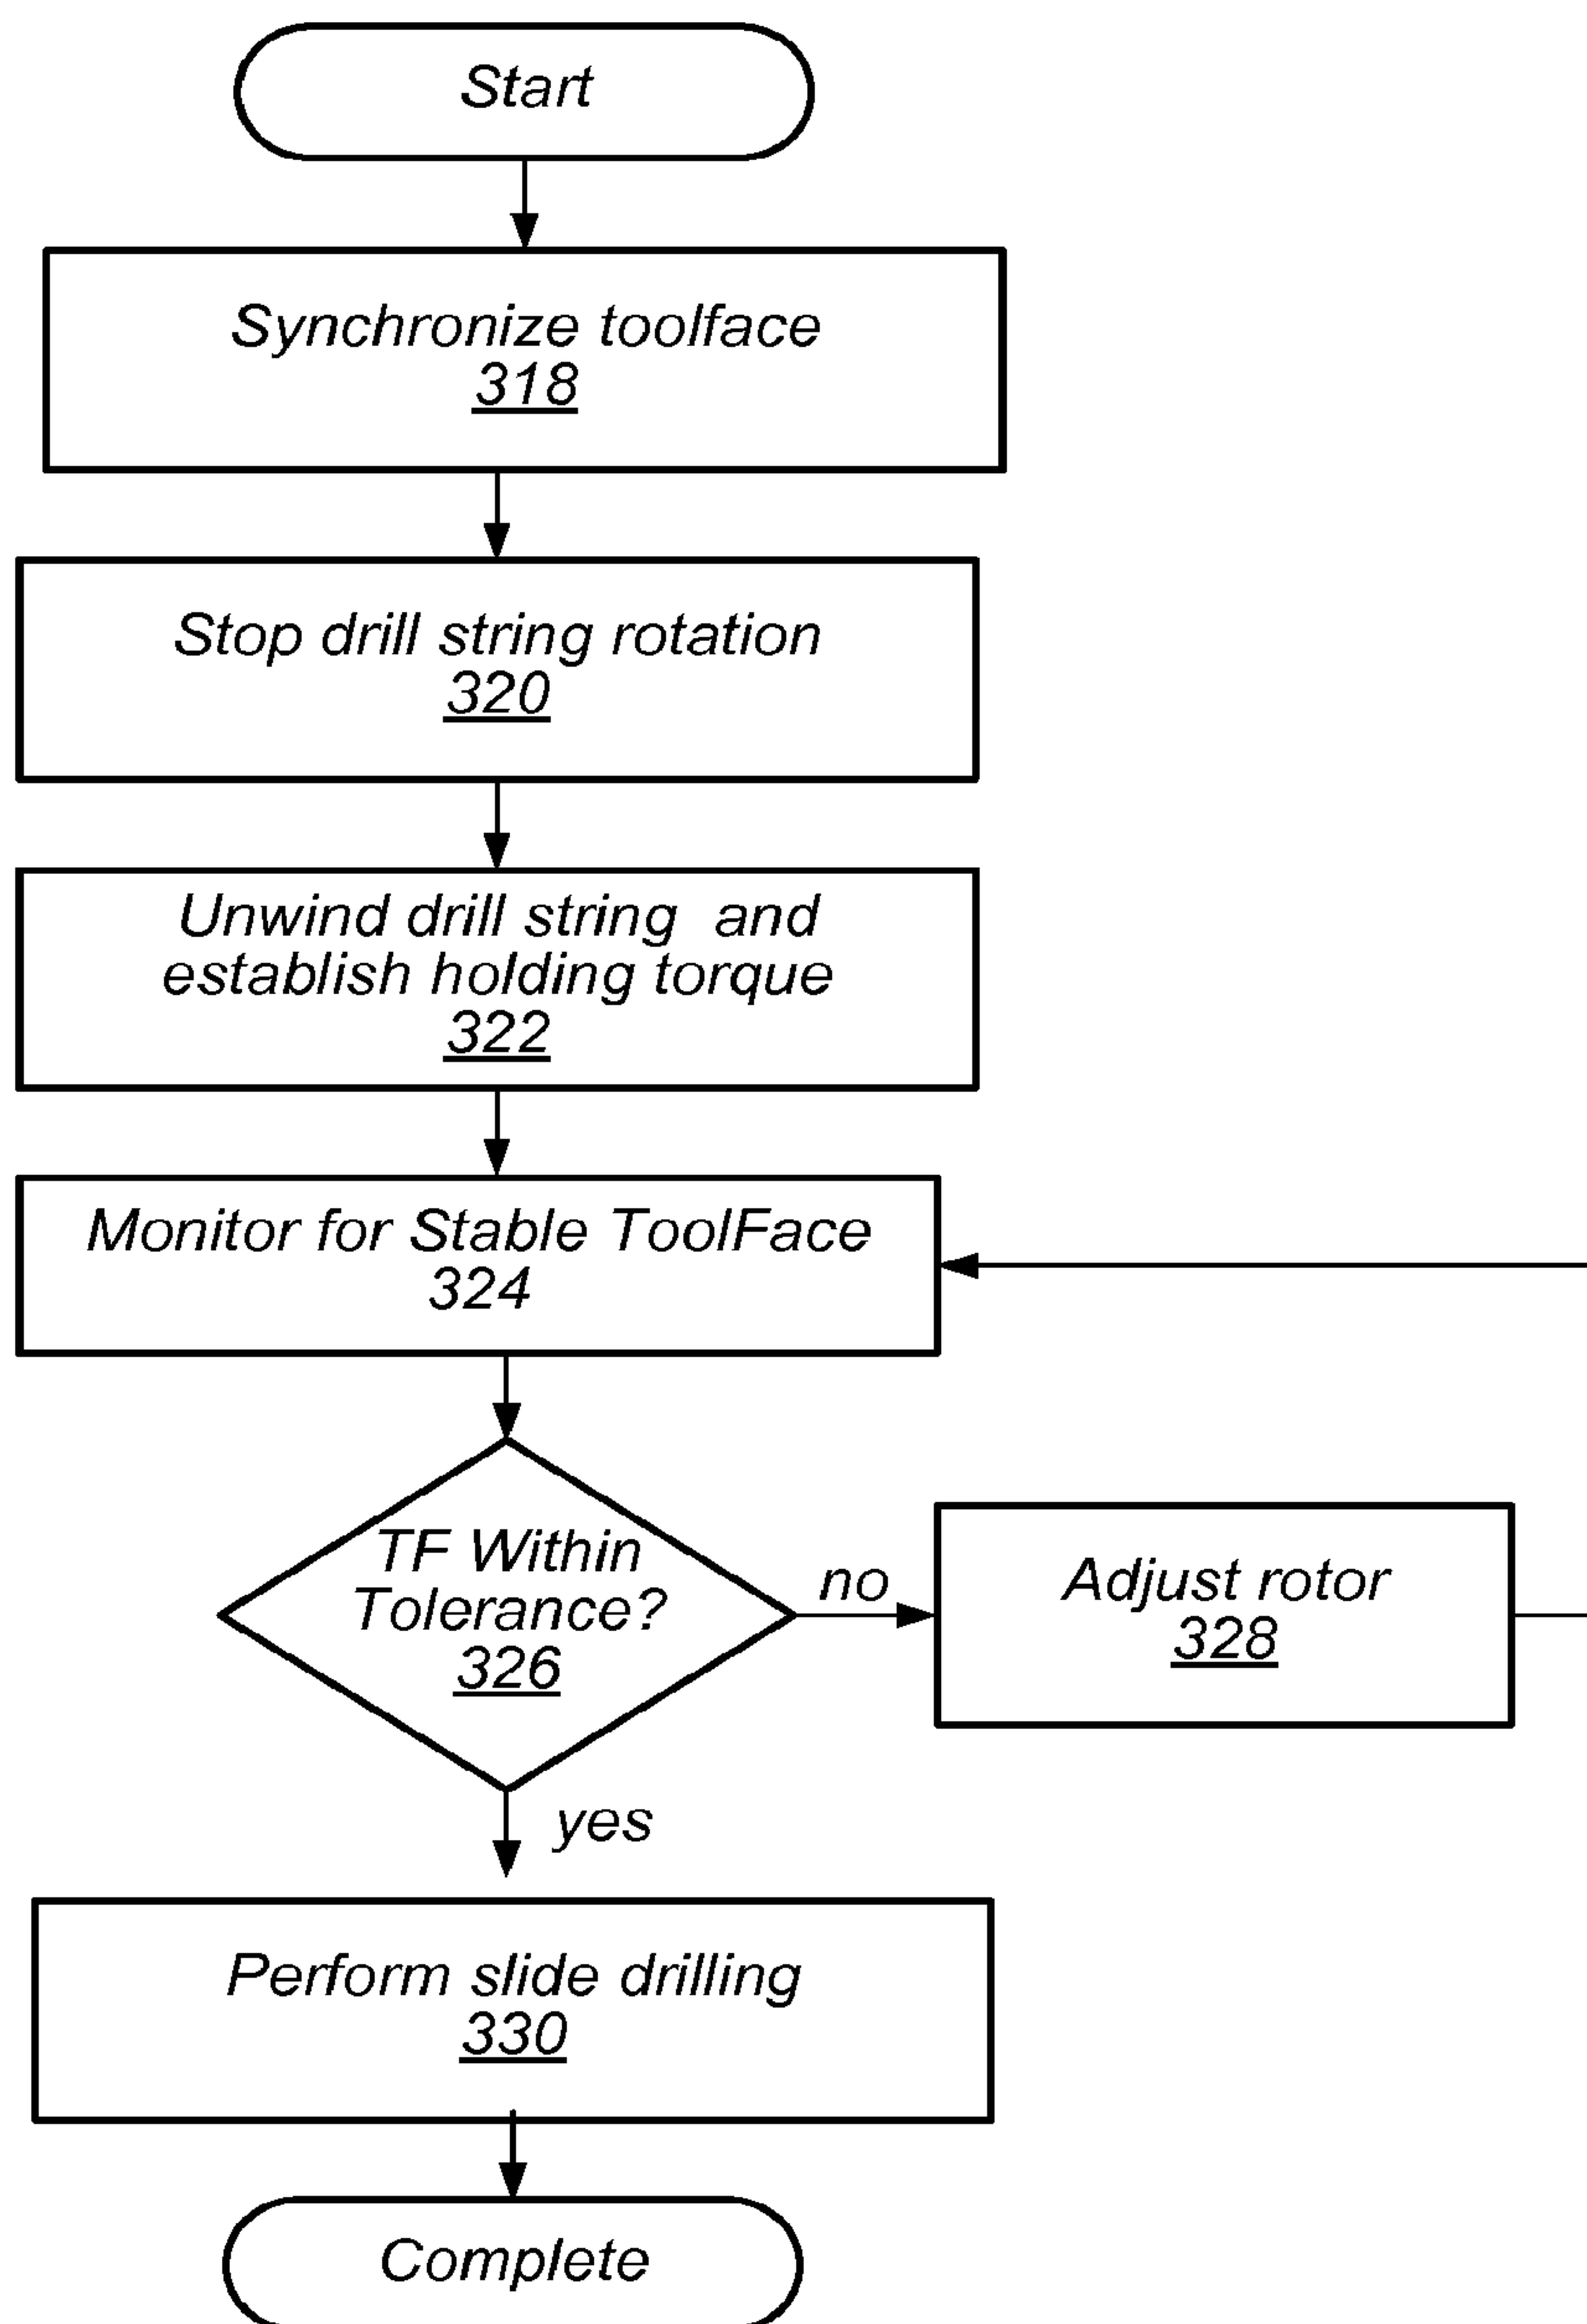 Start
Synchronize toolface
318
Stop drill string rotation
320
Unwind drill string and
establish holding torque
322
Monitor for Stable ToolFace
324
TF Within
Tolerance?
326
no
Adjust rotor
328
yes
Perform slide drilling
330
Complete